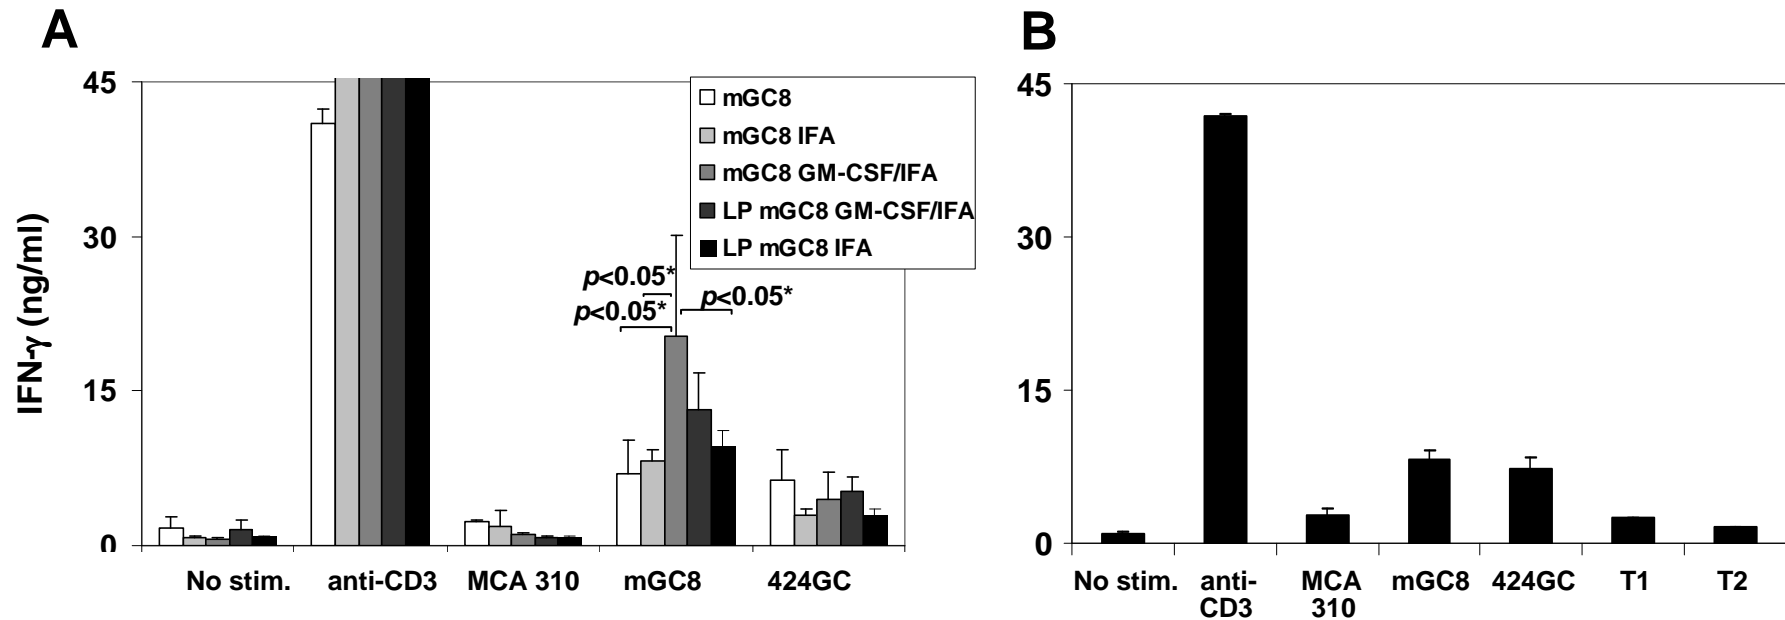 A
B
45
30
15
0
IFN-γ (ng/ml)
mGC8
mGC8 IFA
mGC8 GM-CSF/IFA
LP mGC8 GM-CSF/IFA
LP mGC8 IFA
p<0.05*
p<0.05*
p<0.05*
No stim.
anti-CD3
MCA 310
mGC8
424GC
45
30
15
0
No stim.
anti-
CD3
MCA
310
mGC8
424GC
T1
T2